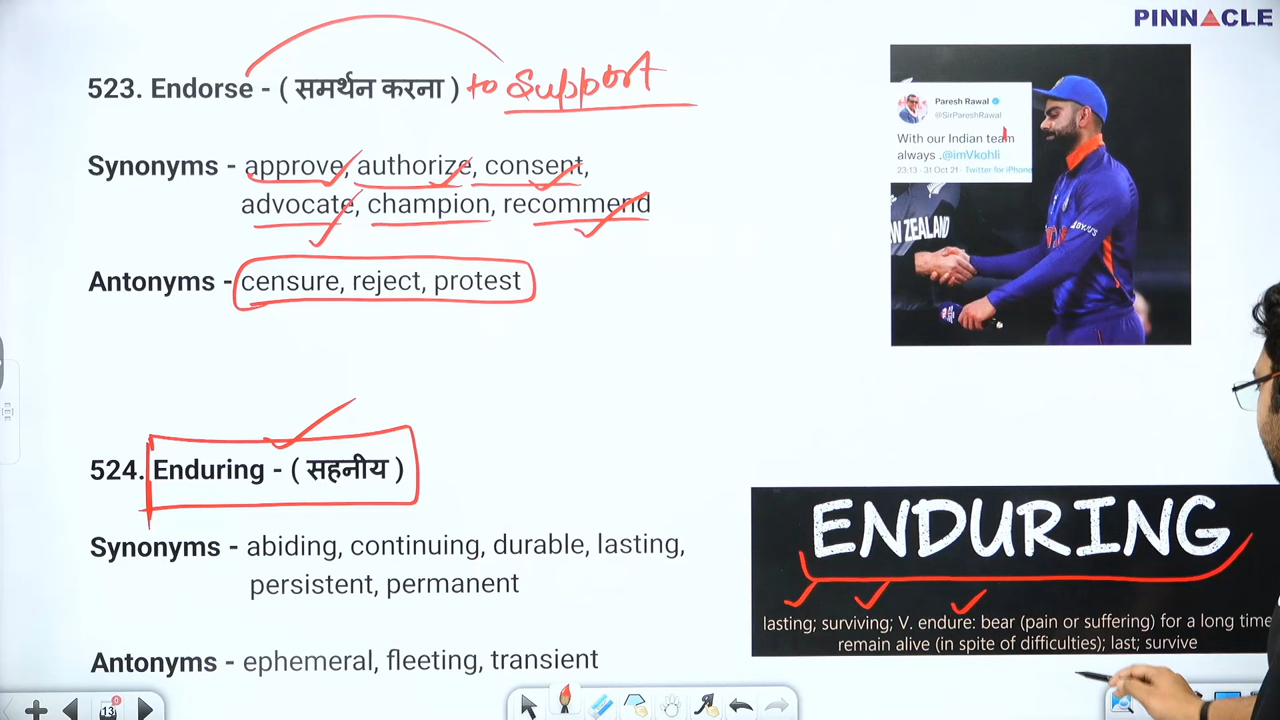 PINNACLE
523. Endorse - ( समर्थन करना ) to Support
Synonyms - approve, authorize, consent,
advocate, champion, recommend
Antonyms - censure, reject, protest
Paresh Rawal
@SirPareshRawal
With our Indian team
always .@imVkohli
23:13 · 31 Oct 21 · Twitter for iPhone
W ZEALAND
BYJU'S
524. Enduring - ( सहनीय )
Synonyms - abiding, continuing, durable, lasting,
persistent, permanent
Antonyms - ephemeral, fleeting, transient
ENDURING
lasting; surviving; V. endure: bear (pain or suffering) for a long time
remain alive (in spite of difficulties); last; survive
13